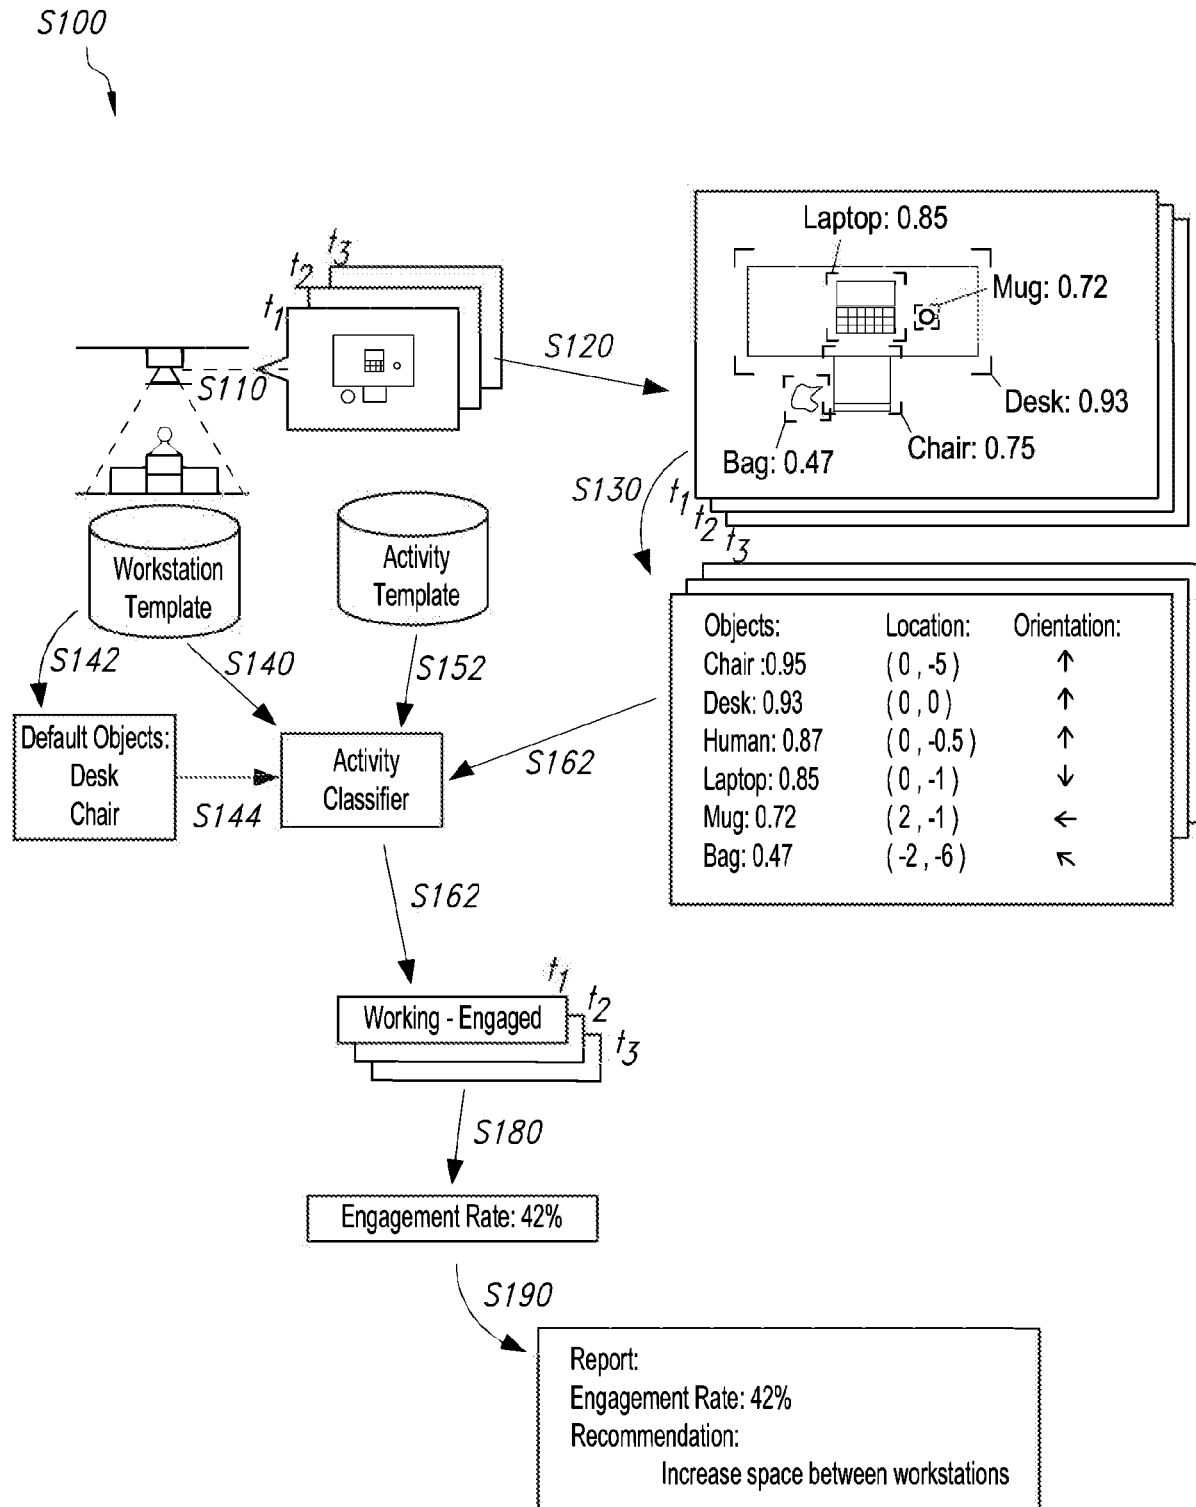 S100
t1
t2
t3
S110
S120
Laptop: 0.85
Mug: 0.72
Desk: 0.93
Chair: 0.75
Bag: 0.47
t1
t2
t3
S130
Workstation
Template
Activity
Template
S142
S140
S152
S162
Default Objects:
Desk
Chair
S144
Activity
Classifier
Objects: Location: Orientation:
Chair :0.95 ( 0 , -5 ) ↑
Desk: 0.93 ( 0 , 0 ) ↑
Human: 0.87 ( 0 , -0.5 ) ↑
Laptop: 0.85 ( 0 , -1 ) ↓
Mug: 0.72 ( 2 , -1 ) ←
Bag: 0.47 ( -2 , -6 ) ↖
S162
t1
t2
t3
Working - Engaged
S180
Engagement Rate: 42%
S190
Report:
Engagement Rate: 42%
Recommendation:
Increase space between workstations